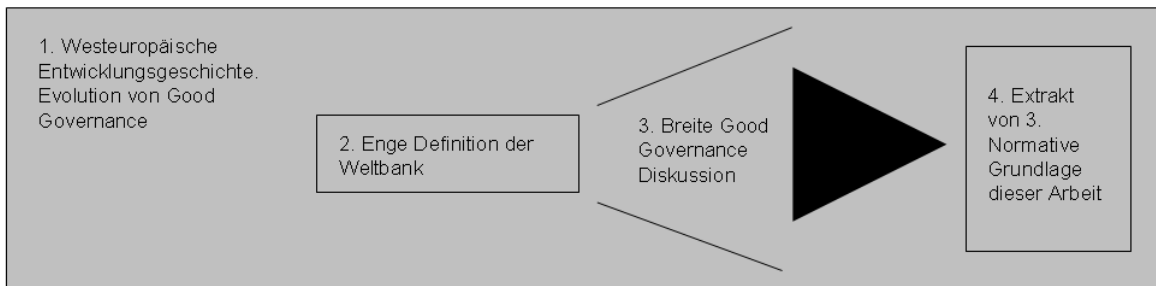 1. Westeuropäische
Entwicklungsgeschichte.
Evolution von Good
Governance
2. Enge Definition der
Weltbank
3. Breite Good
Governance
Diskussion
4. Extrakt
von 3.
Normative
Grundlage
dieser Arbeit